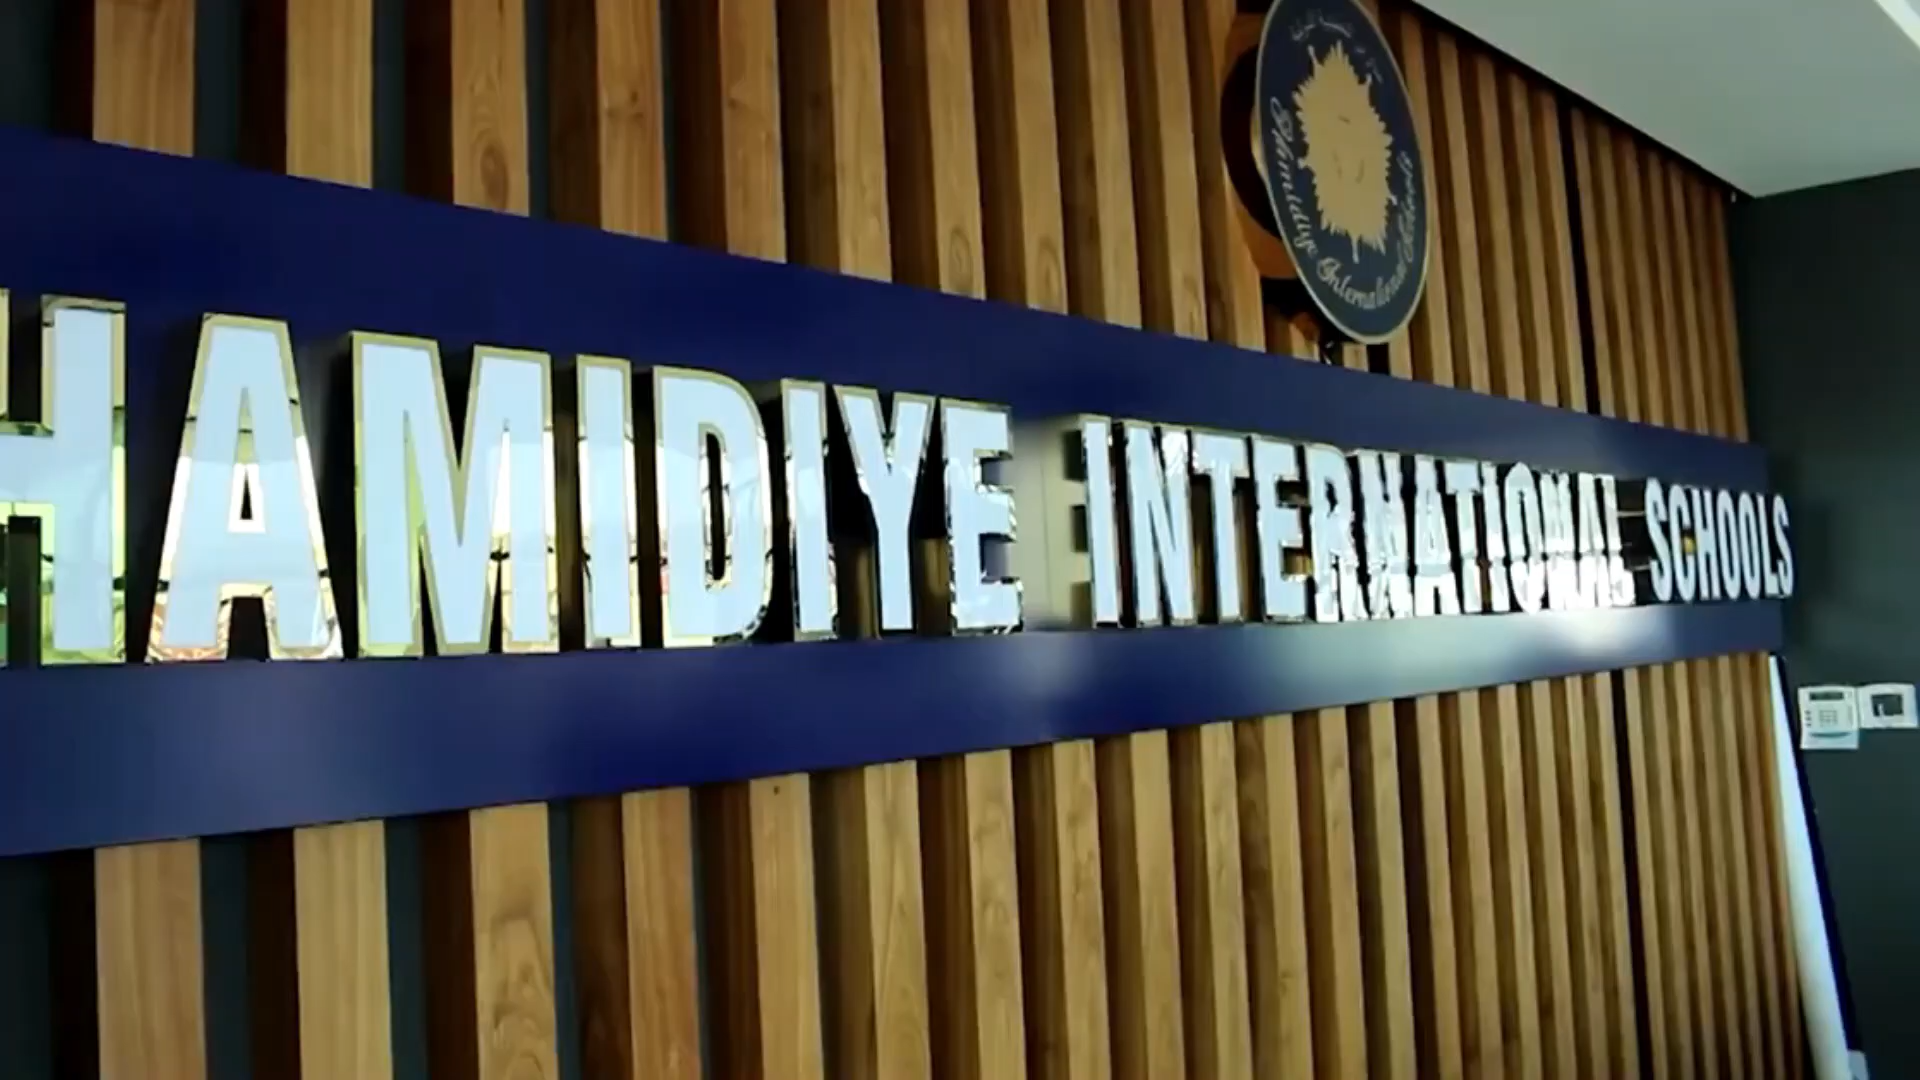 Hamidiye International Schools
HAMIDIYE INTERNATIONAL SCHOOLS